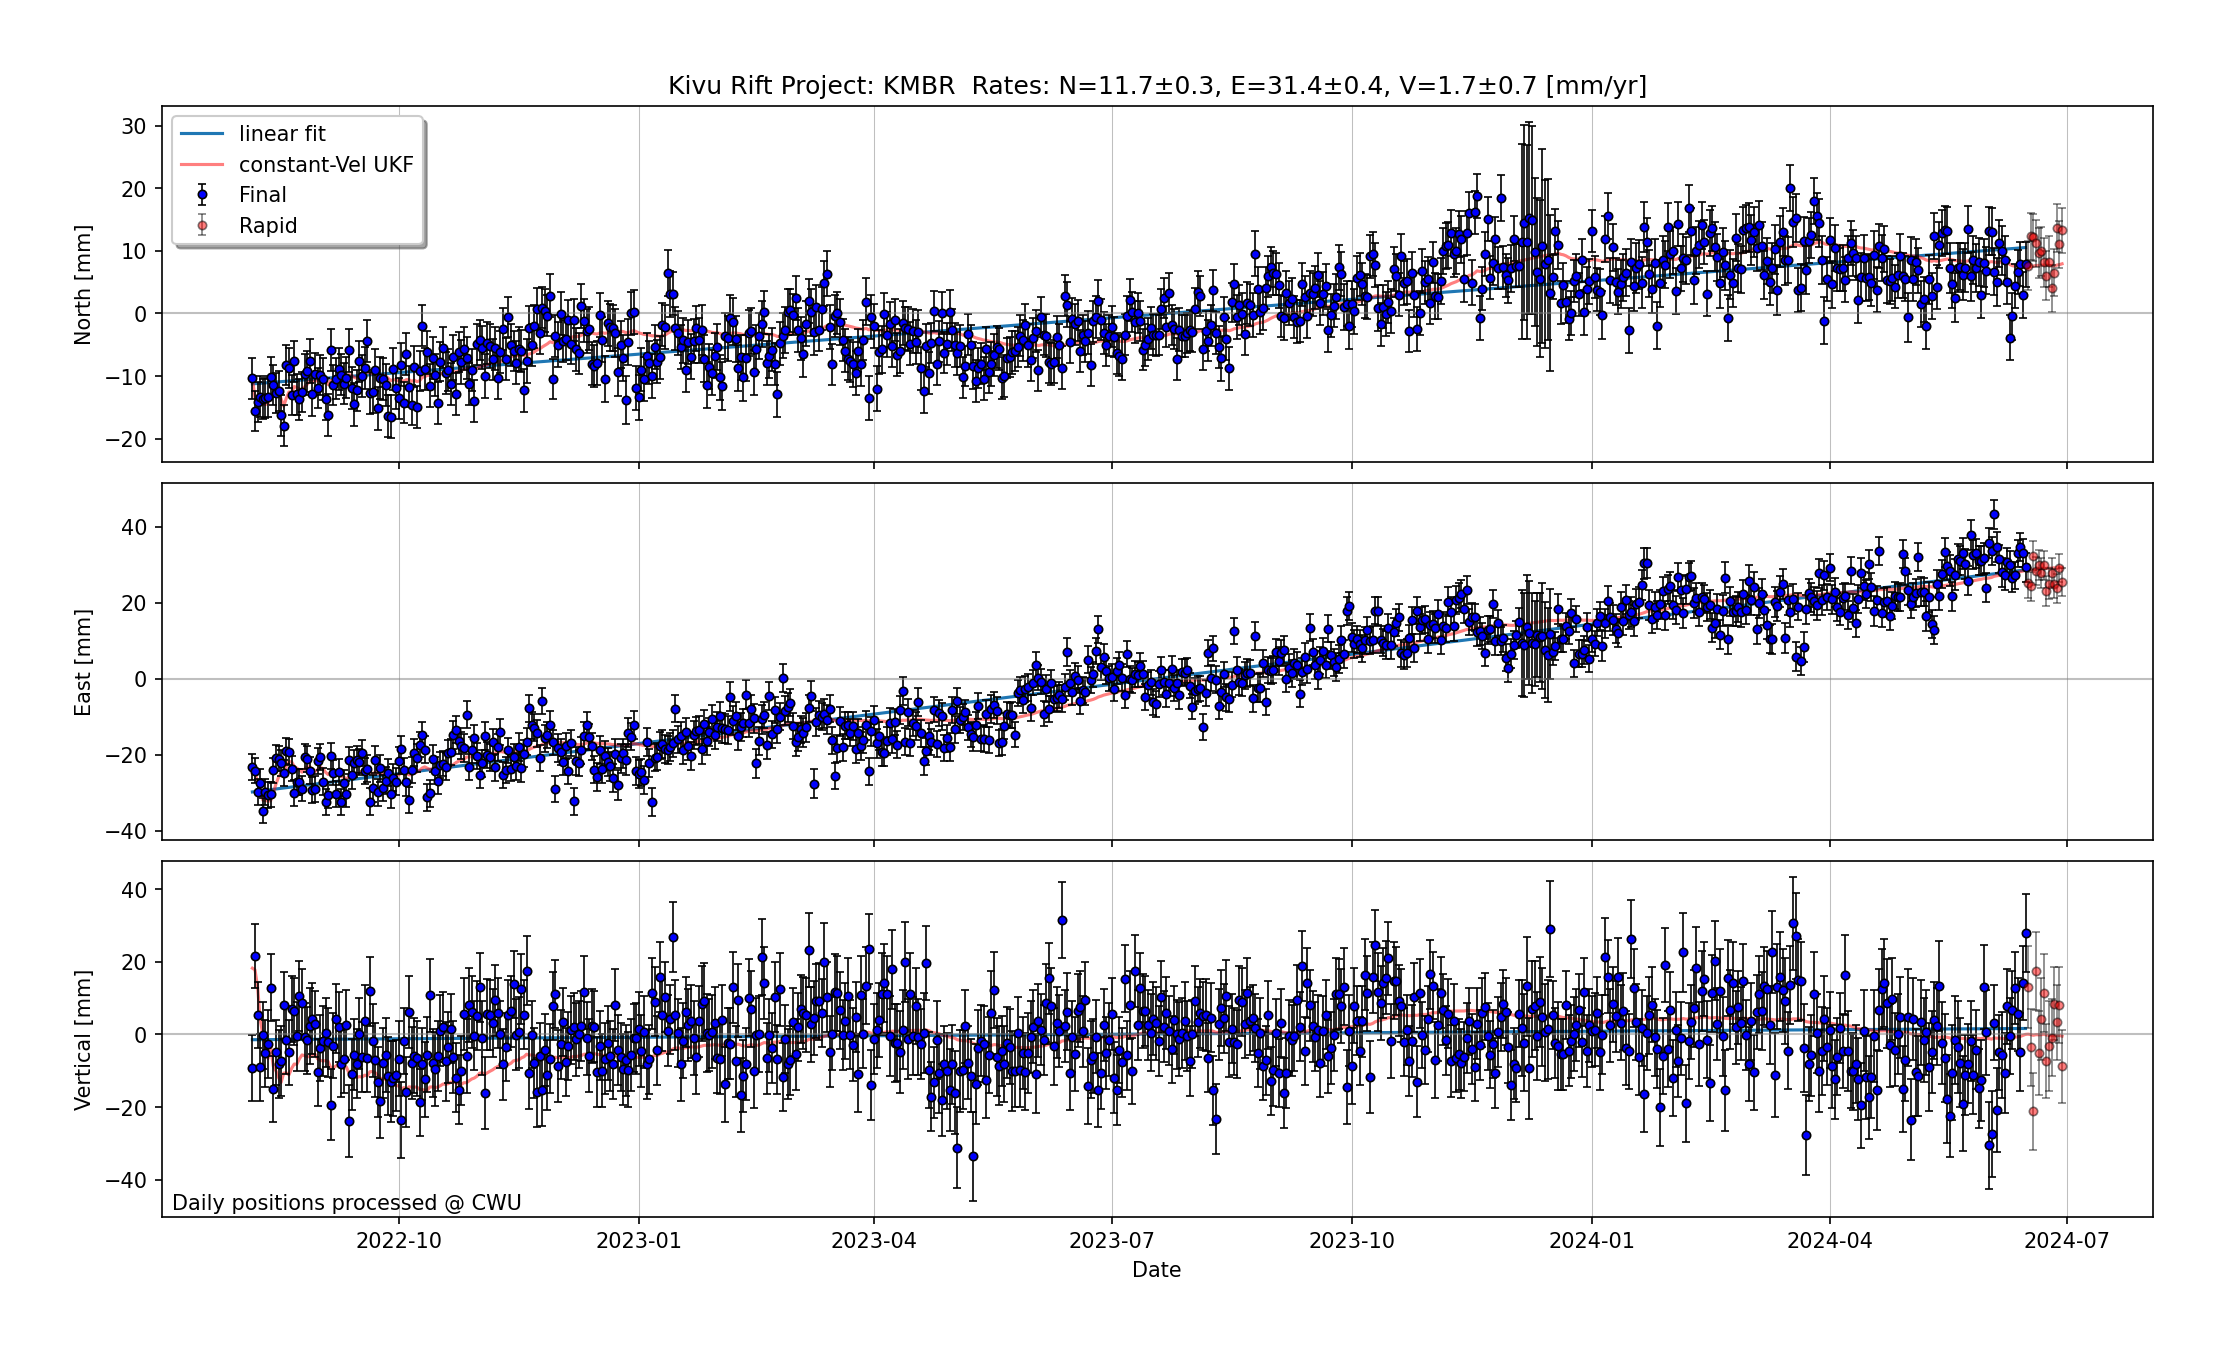 Kivu Rift Project: KMBR  Rates: N=11.7±0.3, E=31.4±0.4, V=1.7±0.7 [mm/yr]
linear fit
constant-Vel UKF
Final
Rapid
North [mm]
30
20
10
0
−10
−20
East [mm]
40
20
0
−20
−40
Vertical [mm]
40
20
0
−20
−40
Daily positions processed @ CWU
2022-10 2023-01 2023-04 2023-07 2023-10 2024-01 2024-04 2024-07
Date